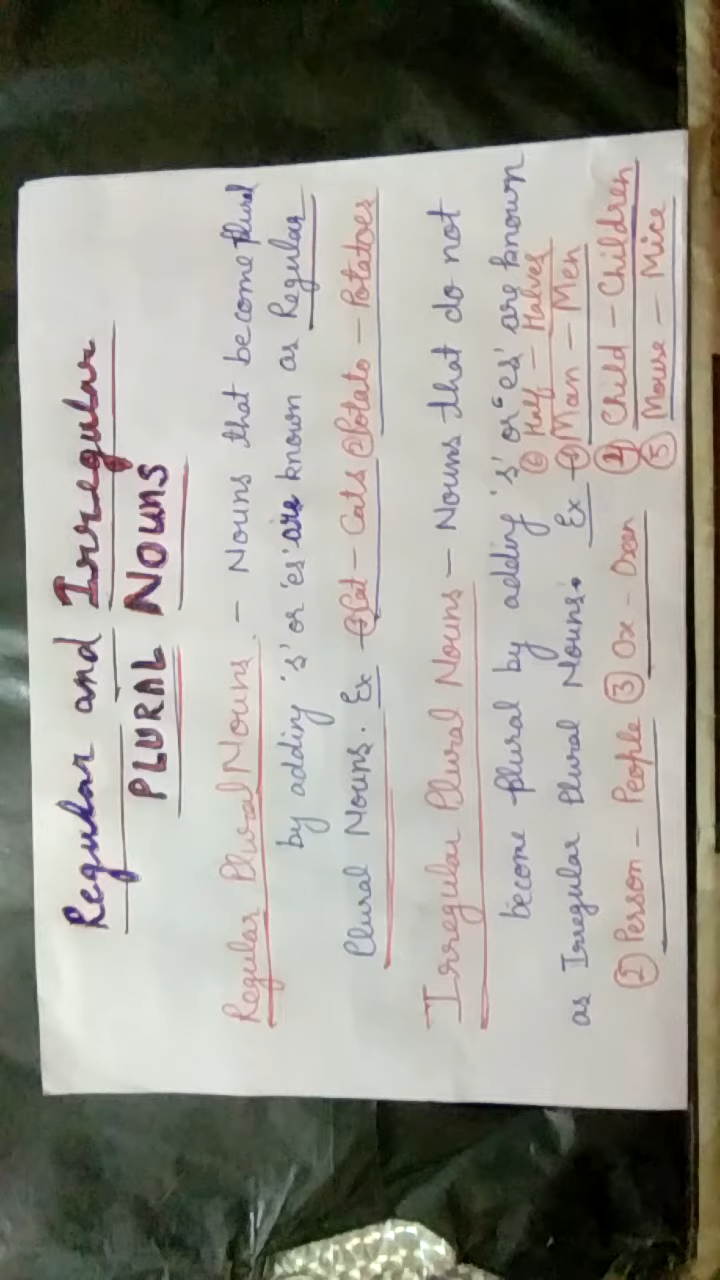 Regular and Irregular
PLURAL NOUNS
Regular Plural Nouns. - Nouns that become plural
by adding 's' or 'es' are known as Regular
Plural Nouns. Ex → ① Cat - Cats ② Potato - Potatoes
Irregular Plural Nouns - Nouns that do not
become plural by adding 's' or "es' are known
as Irregular Plural Nouns. Ex → ① Man - Men
⑥ Half - Halves
② Person - People ③ Ox - Oxen ④ Child - Children
⑤ Mouse - Mice